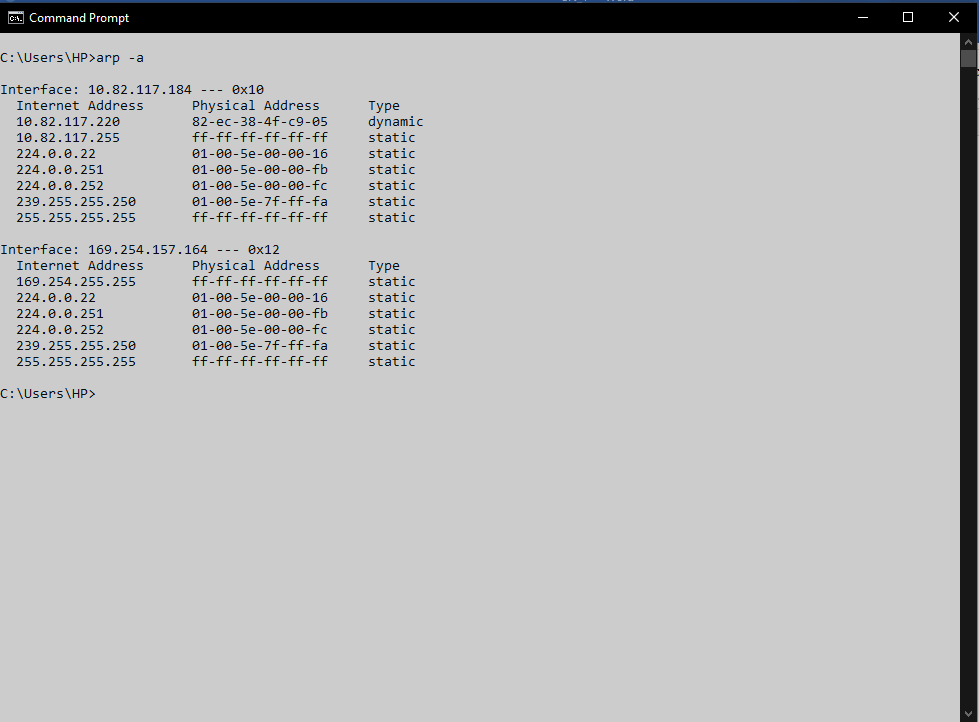 Command Prompt
C:\Users\HP>arp -a
Interface: 10.82.117.184 --- 0x10
  Internet Address      Physical Address      Type
  10.82.117.220         82-ec-38-4f-c9-05     dynamic
  10.82.117.255         ff-ff-ff-ff-ff-ff     static
  224.0.0.22            01-00-5e-00-00-16     static
  224.0.0.251           01-00-5e-00-00-fb     static
  224.0.0.252           01-00-5e-00-00-fc     static
  239.255.255.250       01-00-5e-7f-ff-fa     static
  255.255.255.255       ff-ff-ff-ff-ff-ff     static
Interface: 169.254.157.164 --- 0x12
  Internet Address      Physical Address      Type
  169.254.255.255       ff-ff-ff-ff-ff-ff     static
  224.0.0.22            01-00-5e-00-00-16     static
  224.0.0.251           01-00-5e-00-00-fb     static
  224.0.0.252           01-00-5e-00-00-fc     static
  239.255.255.250       01-00-5e-7f-ff-fa     static
  255.255.255.255       ff-ff-ff-ff-ff-ff     static
C:\Users\HP>